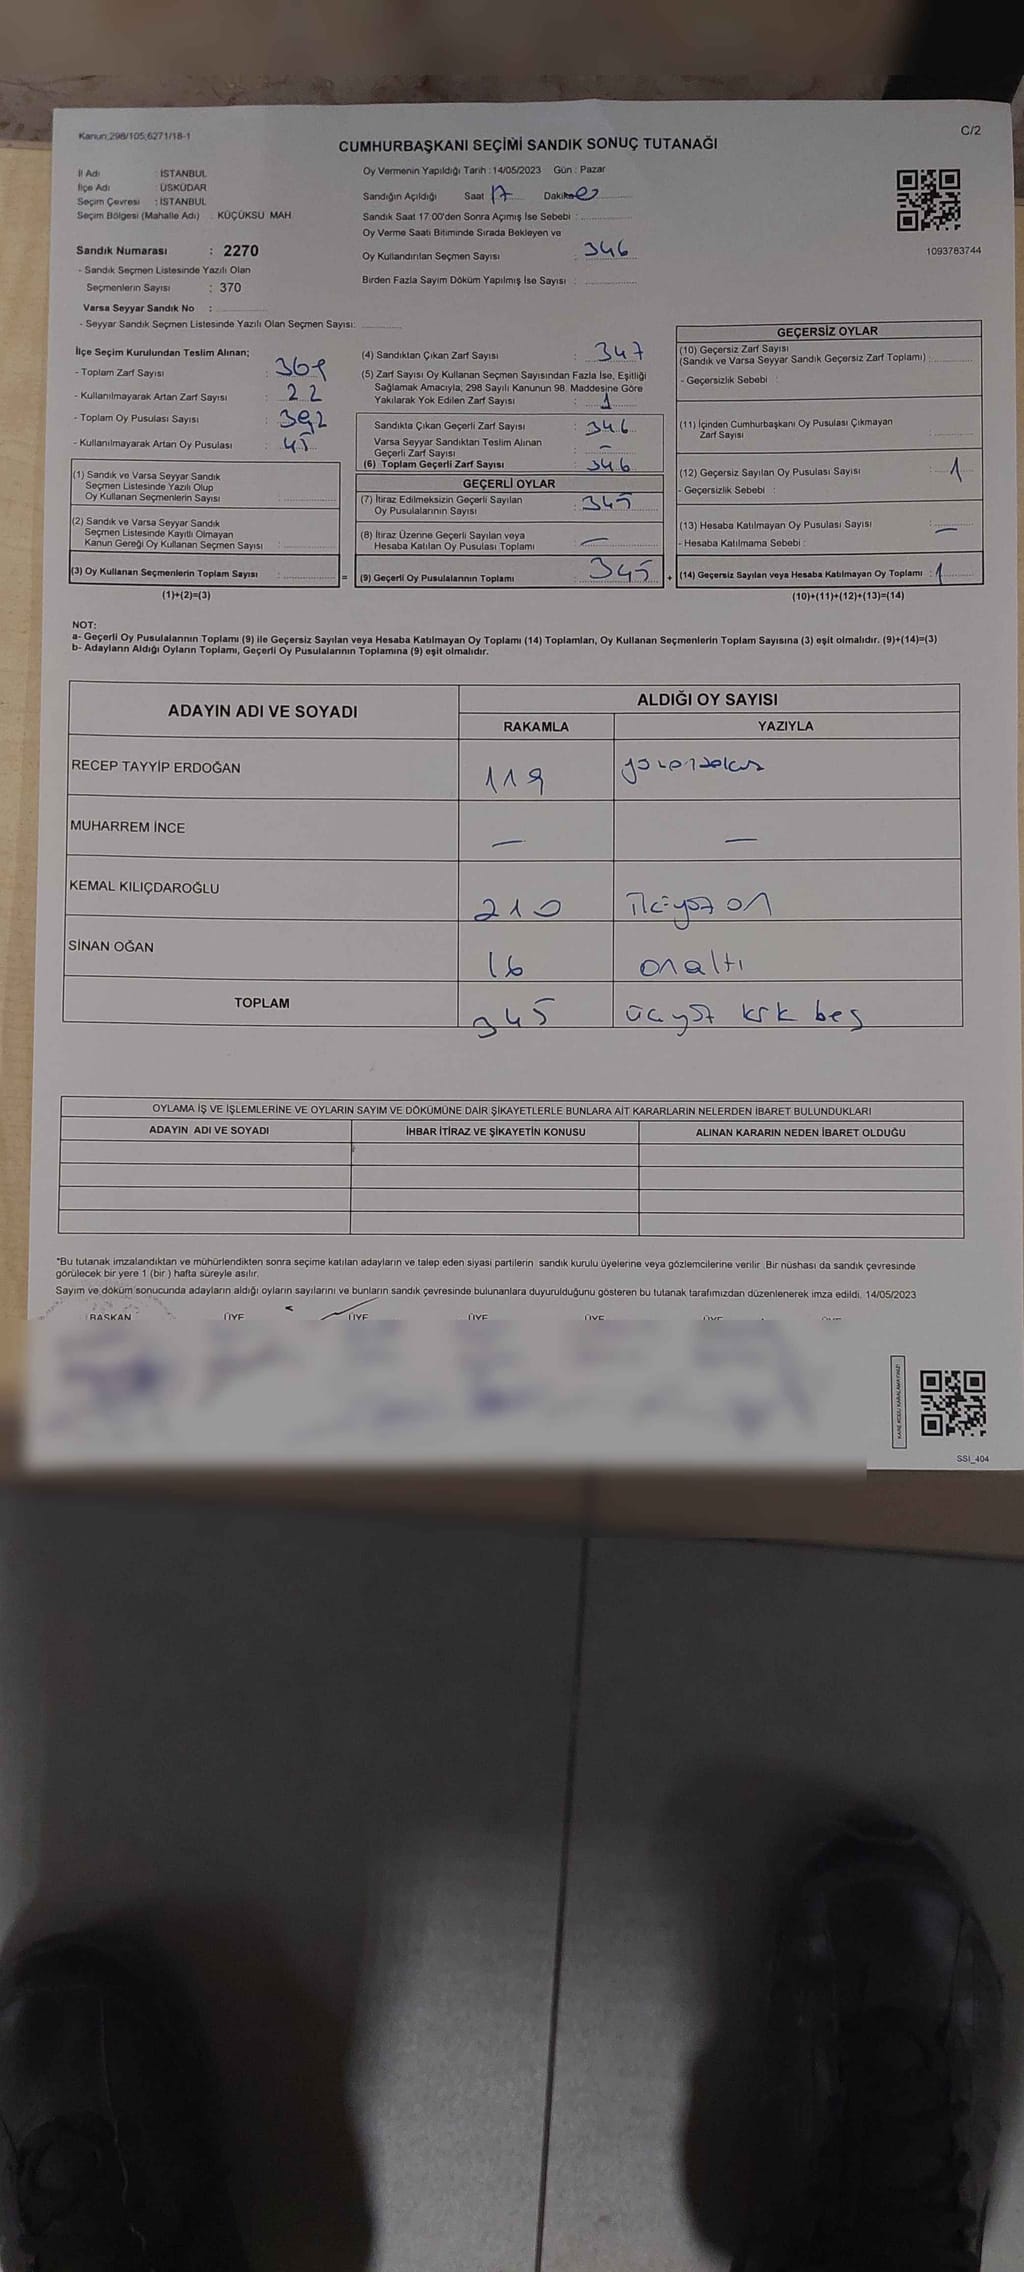 Kanun;298/105;6271/18-1
C/2
CUMHURBAŞKANI SEÇİMİ SANDIK SONUÇ TUTANAĞI
İl Adı : İSTANBUL
İlçe Adı : ÜSKÜDAR
Seçim Çevresi : İSTANBUL
Seçim Bölgesi (Mahalle Adı) : KÜÇÜKSU MAH.
Oy Vermenin Yapıldığı Tarih : 14/05/2023 Gün : Pazar
Sandığın Açıldığı Saat 17 Dakika
Sandık Saat 17:00'den Sonra Açımış İse Sebebi :
Oy Verme Saati Bitiminde Sırada Bekleyen ve
Oy Kullandırılan Seçmen Sayısı : 346
Birden Fazla Sayım Döküm Yapılmış İse Sayısı :
1093783744
Sandık Numarası : 2270
- Sandık Seçmen Listesinde Yazılı Olan
Seçmenlerin Sayısı : 370
Varsa Seyyar Sandık No :
- Seyyar Sandık Seçmen Listesinde Yazılı Olan Seçmen Sayısı:
İlçe Seçim Kurulundan Teslim Alınan;
- Toplam Zarf Sayısı : 369
- Kullanılmayarak Artan Zarf Sayısı : 22
- Toplam Oy Pusulası Sayısı : 392
- Kullanılmayarak Artan Oy Pusulası : 45
(1) Sandık ve Varsa Seyyar Sandık
Seçmen Listesinde Yazılı Olup
Oy Kullanan Seçmenlerin Sayısı :
(2) Sandık ve Varsa Seyyar Sandık
Seçmen Listesinde Kayıtlı Olmayan
Kanun Gereği Oy Kullanan Seçmen Sayısı :
(3) Oy Kullanan Seçmenlerin Toplam Sayısı : =
(1)+(2)=(3)
(4) Sandıktan Çıkan Zarf Sayısı : 347
(5) Zarf Sayısı Oy Kullanan Seçmen Sayısından Fazla İse, Eşitliği
Sağlamak Amacıyla, 298 Sayılı Kanunun 98. Maddesine Göre
Yakılarak Yok Edilen Zarf Sayısı : 1
Sandıkta Çıkan Geçerli Zarf Sayısı : 346
Varsa Seyyar Sandıktan Teslim Alınan
Geçerli Zarf Sayısı : -
(6) Toplam Geçerli Zarf Sayısı : 346
GEÇERLİ OYLAR
(7) İtiraz Edilmeksizin Geçerli Sayılan
Oy Pusulalarının Sayısı : 345
(8) İtiraz Üzerine Geçerli Sayılan veya
Hesaba Katılan Oy Pusulası Toplamı : -
(9) Geçerli Oy Pusulalarının Toplamı : 345 +
GEÇERSİZ OYLAR
(10) Geçersiz Zarf Sayısı
(Sandık ve Varsa Seyyar Sandık Geçersiz Zarf Toplamı) :
- Geçersizlik Sebebi :
(11) İçinden Cumhurbaşkanı Oy Pusulası Çıkmayan
Zarf Sayısı :
(12) Geçersiz Sayılan Oy Pusulası Sayısı : 1
- Geçersizlik Sebebi :
(13) Hesaba Katılmayan Oy Pusulası Sayısı : -
- Hesaba Katılmama Sebebi :
(14) Geçersiz Sayılan veya Hesaba Katılmayan Oy Toplamı : 1
(10)+(11)+(12)+(13)=(14)
NOT:
a- Geçerli Oy Pusulalarının Toplamı (9) ile Geçersiz Sayılan veya Hesaba Katılmayan Oy Toplamı (14) Toplamları, Oy Kullanan Seçmenlerin Toplam Sayısına (3) eşit olmalıdır. (9)+(14)=(3)
b- Adayların Aldığı Oyların Toplamı, Geçerli Oy Pusulalarının Toplamına (9) eşit olmalıdır.
ADAYIN ADI VE SOYADI
ALDIĞI OY SAYISI
RAKAMLA YAZIYLA
RECEP TAYYİP ERDOĞAN 119
MUHARREM İNCE - -
KEMAL KILIÇDAROĞLU 210 ikiyüz on
SİNAN OĞAN 16 onaltı
TOPLAM 345 üçyüz kırk beş
OYLAMA İŞ VE İŞLEMLERİNE VE OYLARIN SAYIM VE DÖKÜMÜNE DAİR ŞİKAYETLERLE BUNLARA AİT KARARLARIN NELERDEN İBARET BULUNDUKLARI
ADAYIN ADI VE SOYADI İHBAR İTİRAZ VE ŞİKAYETİN KONUSU ALINAN KARARIN NEDEN İBARET OLDUĞU
*Bu tutanak imzalandıktan ve mühürlendikten sonra seçime katılan adayların ve talep eden siyasi partilerin sandık kurulu üyelerine veya gözlemcilerine verilir. Bir nüshası da sandık çevresinde
görülecek bir yere 1 (bir) hafta süreyle asılır.
Sayım ve döküm sonucunda adayların aldığı oyların sayılarını ve bunların sandık çevresinde bulunanlara duyurulduğunu gösteren bu tutanak tarafımızdan düzenlenerek imza edildi. 14/05/2023
BAŞKAN ÜYE ÜYE ÜYE ÜYE ÜYE
SSI_404